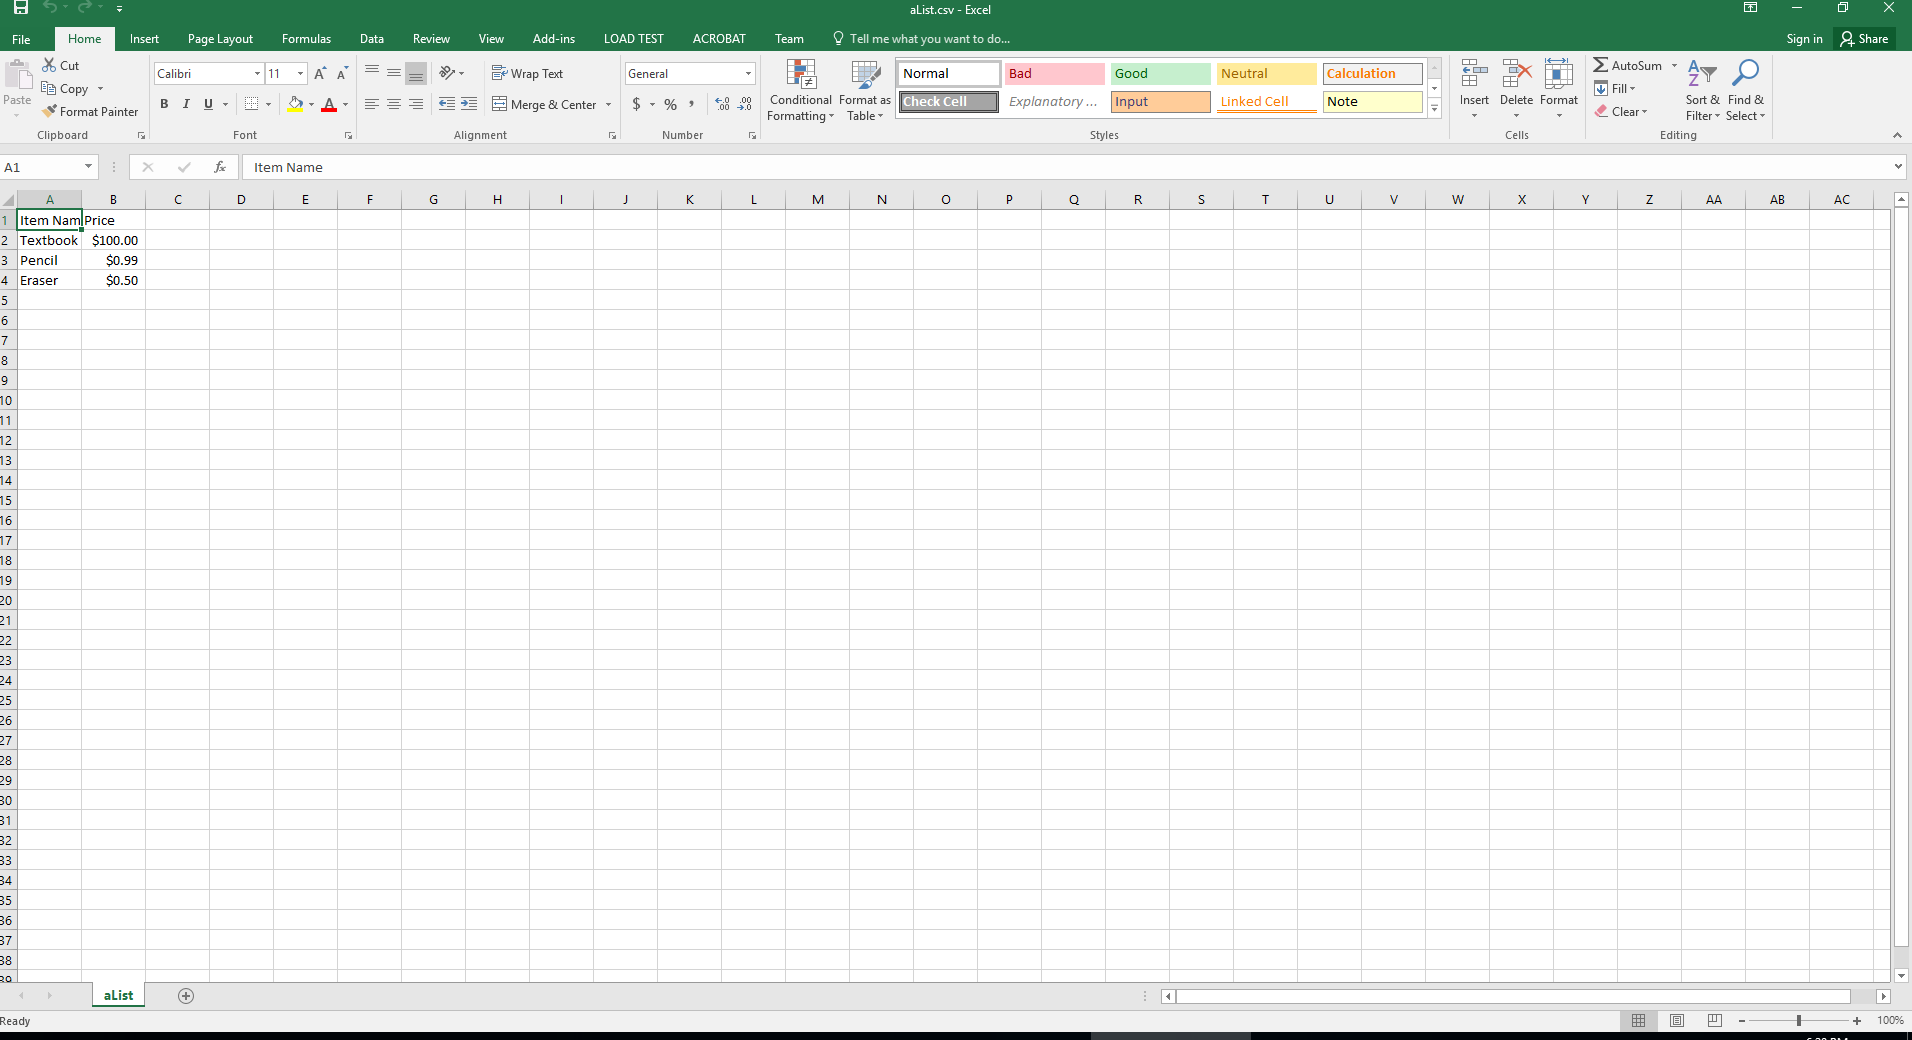 aList.csv - Excel
File Home Insert Page Layout Formulas Data Review View Add-ins LOAD TEST ACROBAT Team Tell me what you want to do... Sign in Share
Paste
Cut
Copy
Format Painter
Clipboard
Calibri 11
B I U
Font
Wrap Text
Merge & Center
Alignment
General
$ % ,
Number
Conditional Formatting
Format as Table
Normal Bad Good Neutral Calculation
Check Cell Explanatory ... Input Linked Cell Note
Styles
Insert Delete Format
Cells
AutoSum
Fill
Clear
Sort & Filter
Find & Select
Editing
A1 fx Item Name
A B C D E F G H I J K L M N O P Q R S T U V W X Y Z AA AB AC
1 Item Nam Price
2 Textbook $100.00
3 Pencil $0.99
4 Eraser $0.50
5
6
7
8
9
10
11
12
13
14
15
16
17
18
19
20
21
22
23
24
25
26
27
28
29
30
31
32
33
34
35
36
37
38
39
aList
Ready 100%